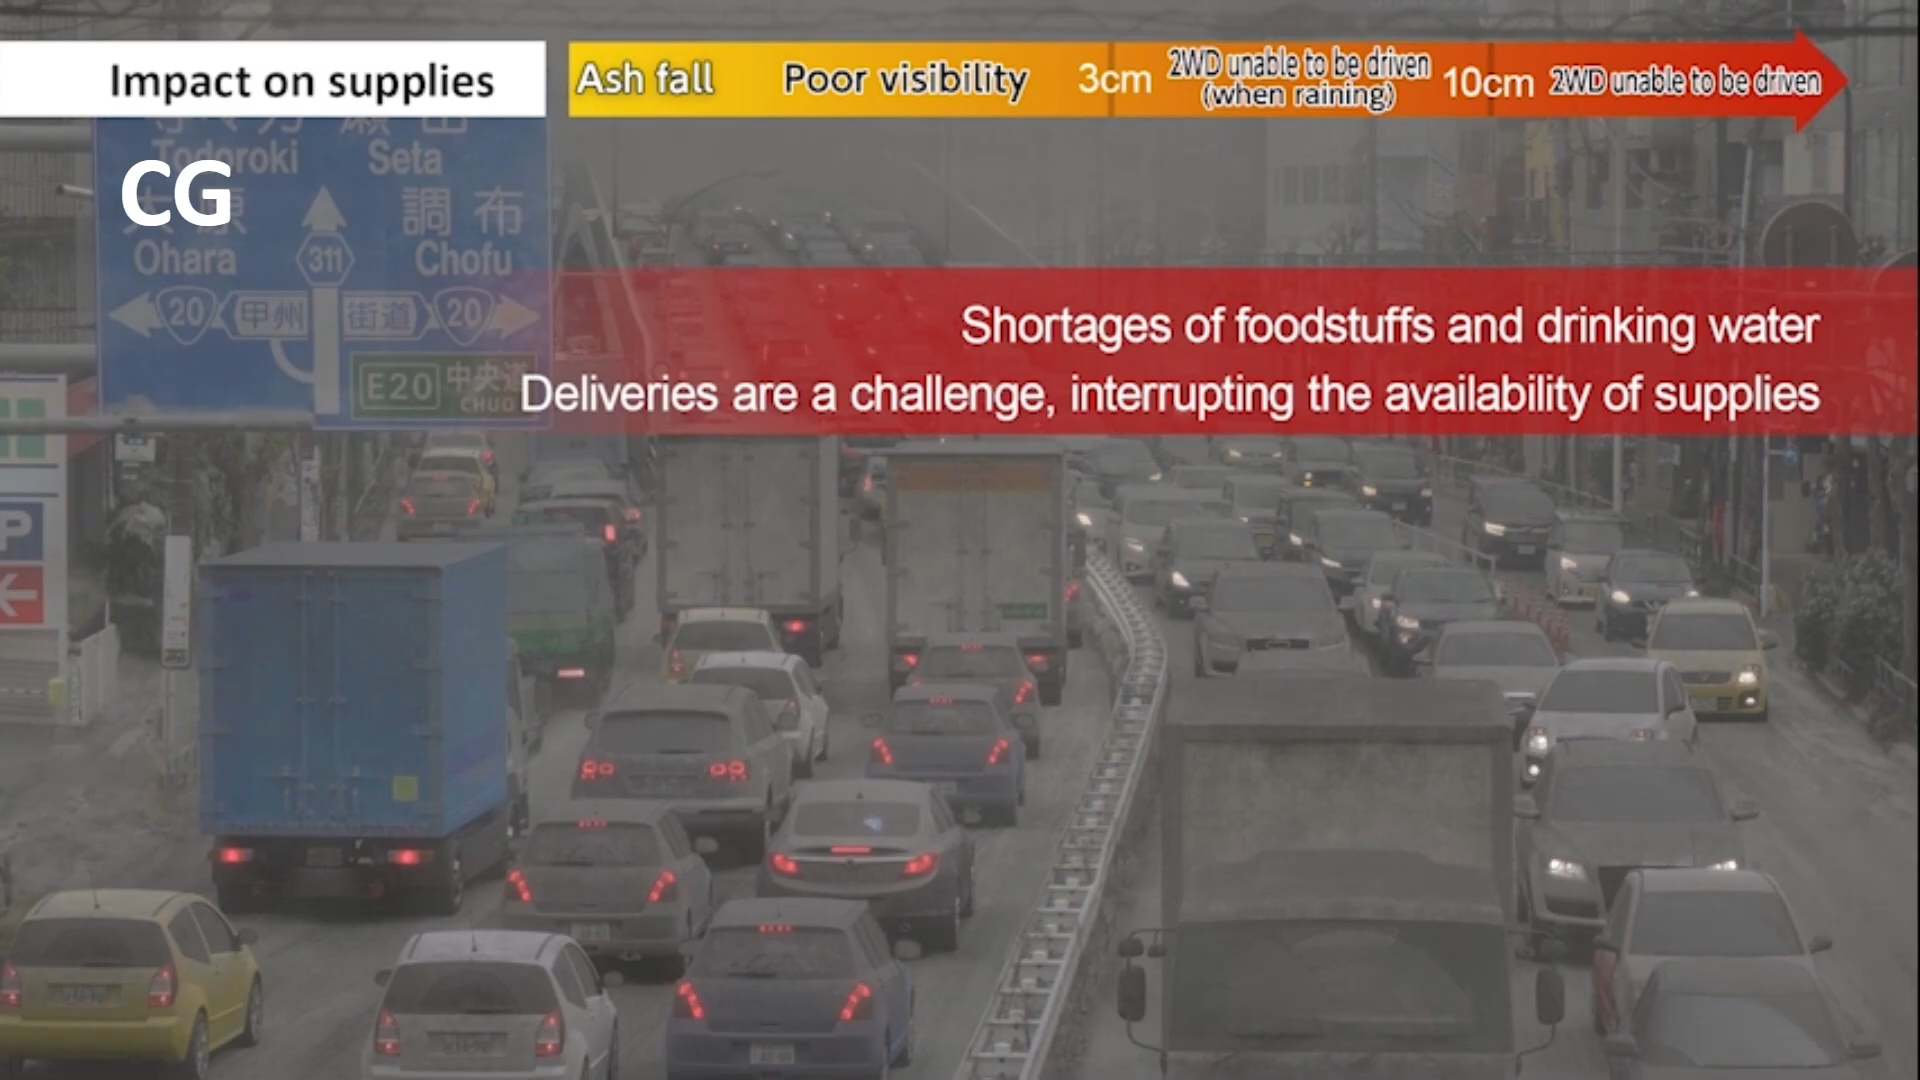 Impact on supplies
Ash fall
Poor visibility
3cm
2WD unable to be driven
(when raining)
10cm
2WD unable to be driven
Todoroki
Seta
CG
調布
Ohara
311
Chofu
20
甲州
街道
20
E20
中央道
CHUO
Shortages of foodstuffs and drinking water
Deliveries are a challenge, interrupting the availability of supplies
P